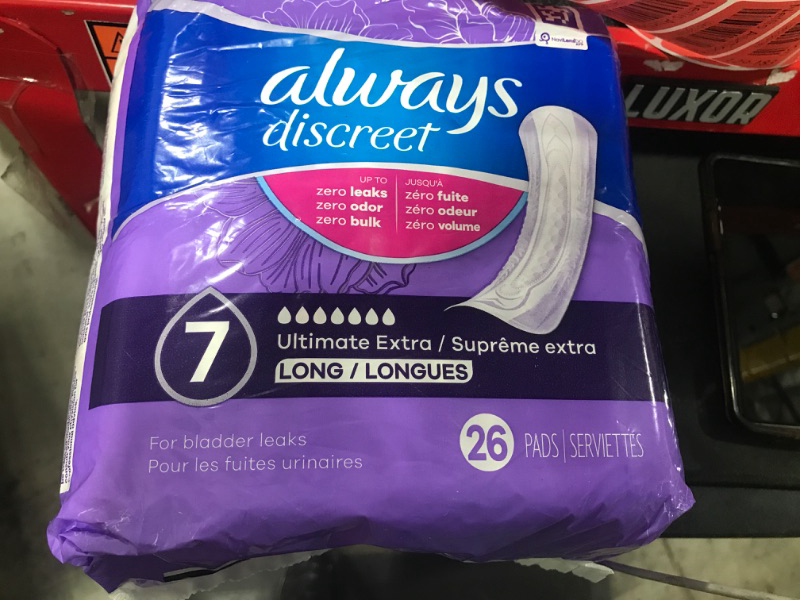 always
discreet
UP TO
zero leaks
zero odor
zero bulk
JUSQU'À
zéro fuite
zéro odeur
zéro volume
7
Ultimate Extra / Suprême extra
LONG / LONGUES
For bladder leaks
Pour les fuites urinaires
26
PADS | SERVIETTES
LUXOR